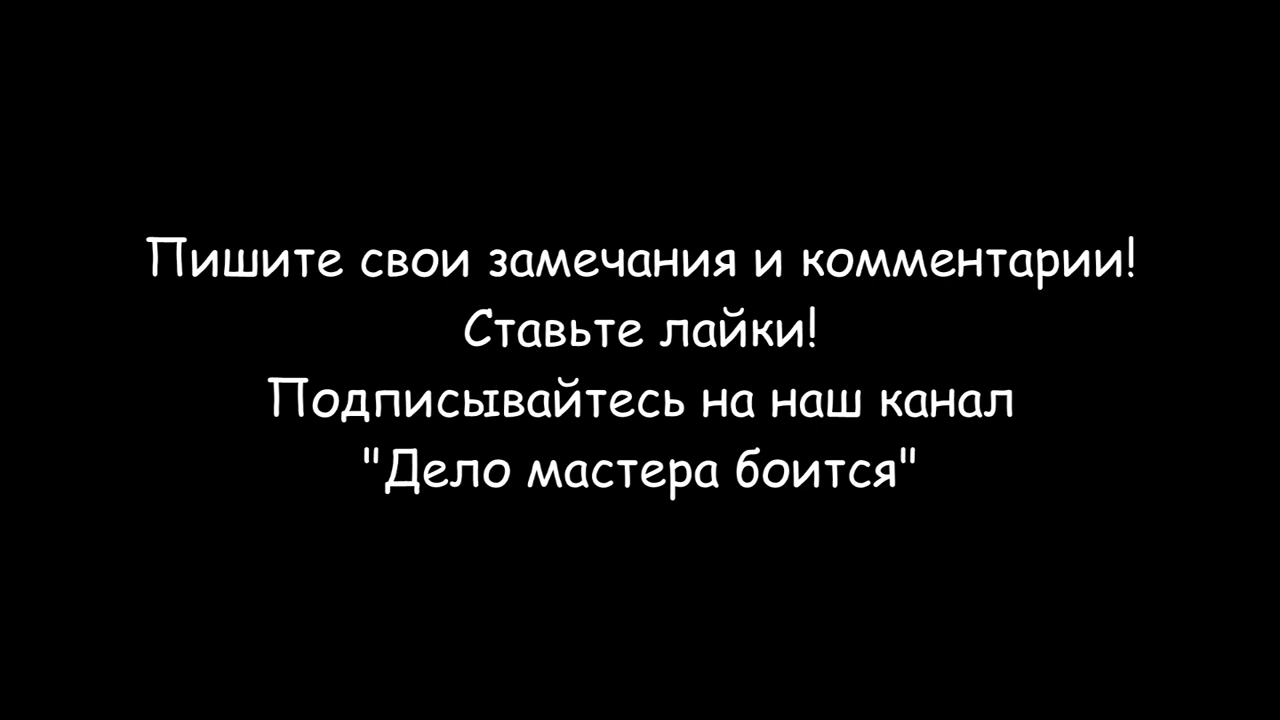 Пишите свои замечания и комментарии!
Ставьте лайки!
Подписывайтесь на наш канал
"Дело мастера боится"